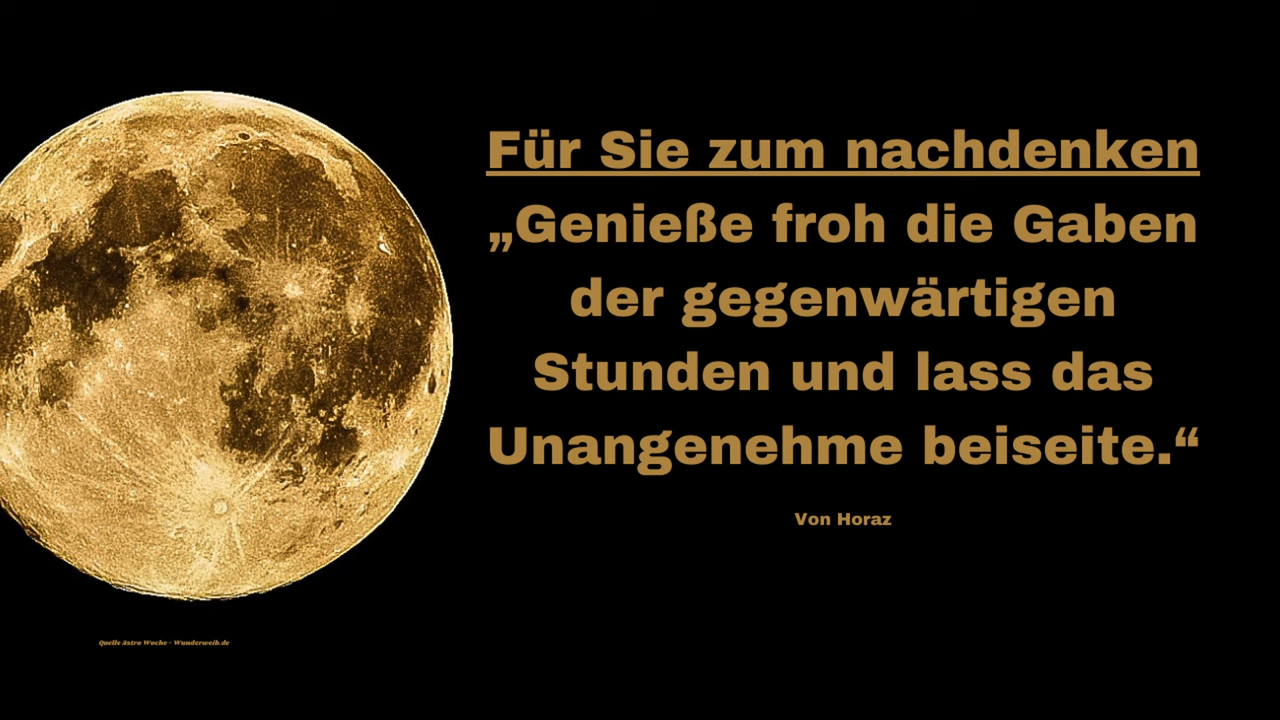 Für Sie zum nachdenken
„Genieße froh die Gaben
der gegenwärtigen
Stunden und lass das
Unangenehme beiseite.“
Von Horaz
Quelle Astro Woche - Wunderweib.de